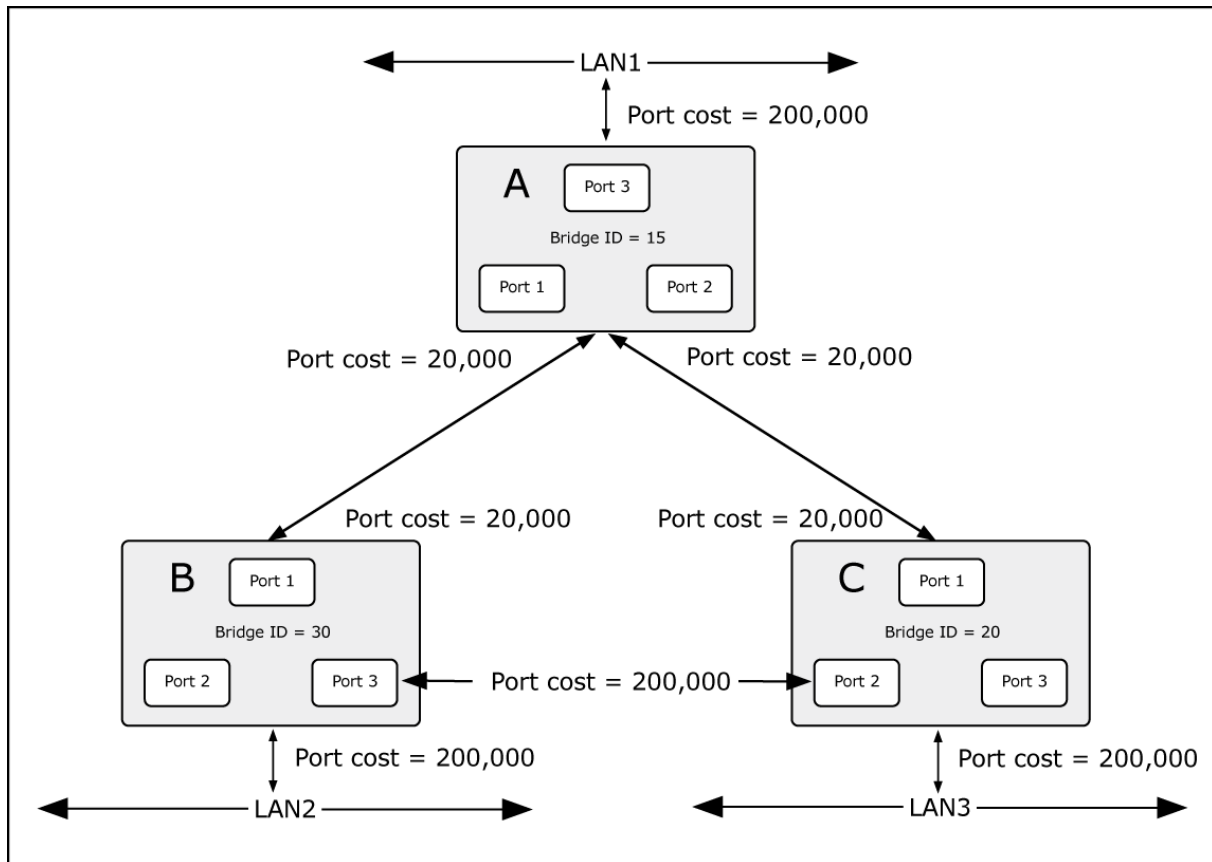 LAN1
Port cost = 200,000
A
Port 3
Bridge ID = 15
Port 1
Port 2
Port cost = 20,000
Port cost = 20,000
Port cost = 20,000
Port cost = 20,000
B
Port 1
Bridge ID = 30
Port 2
Port 3
C
Port 1
Bridge ID = 20
Port 2
Port 3
Port cost = 200,000
Port cost = 200,000
LAN2
Port cost = 200,000
LAN3